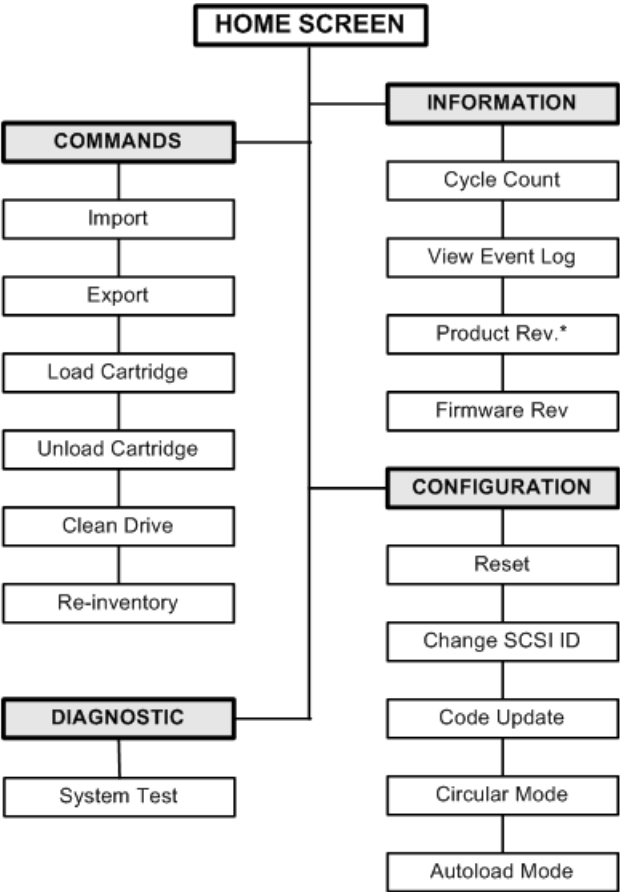 HOME SCREEN
COMMANDS
Import
Export
Load Cartridge
Unload Cartridge
Clean Drive
Re-inventory
DIAGNOSTIC
System Test
INFORMATION
Cycle Count
View Event Log
Product Rev.*
Firmware Rev
CONFIGURATION
Reset
Change SCSI ID
Code Update
Circular Mode
Autoload Mode